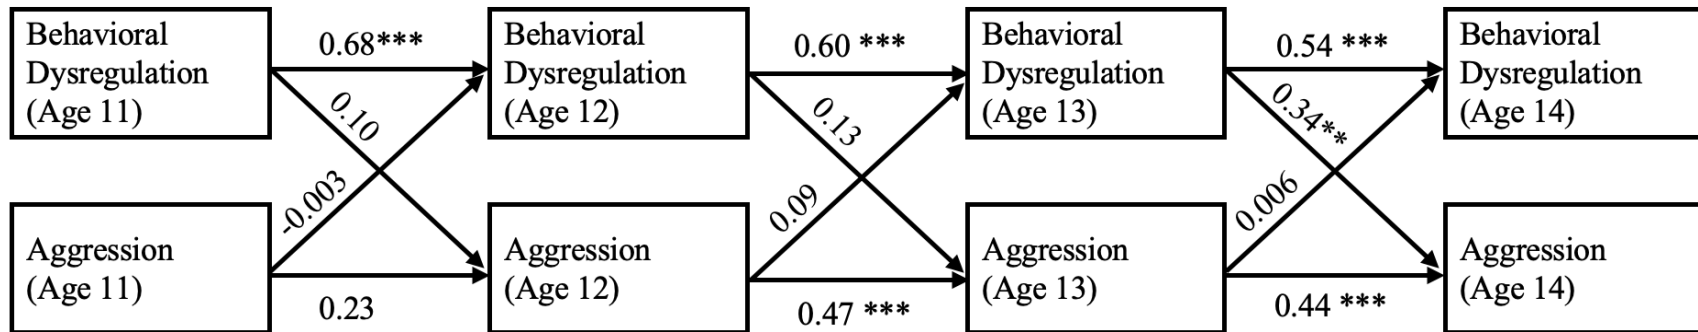 Behavioral
Dysregulation
(Age 11)
0.68***
Behavioral
Dysregulation
(Age 12)
0.60 ***
Behavioral
Dysregulation
(Age 13)
0.54 ***
Behavioral
Dysregulation
(Age 14)
0.10
-0.003
0.13
0.09
0.34**
0.006
Aggression
(Age 11)
0.23
Aggression
(Age 12)
0.47 ***
Aggression
(Age 13)
0.44 ***
Aggression
(Age 14)